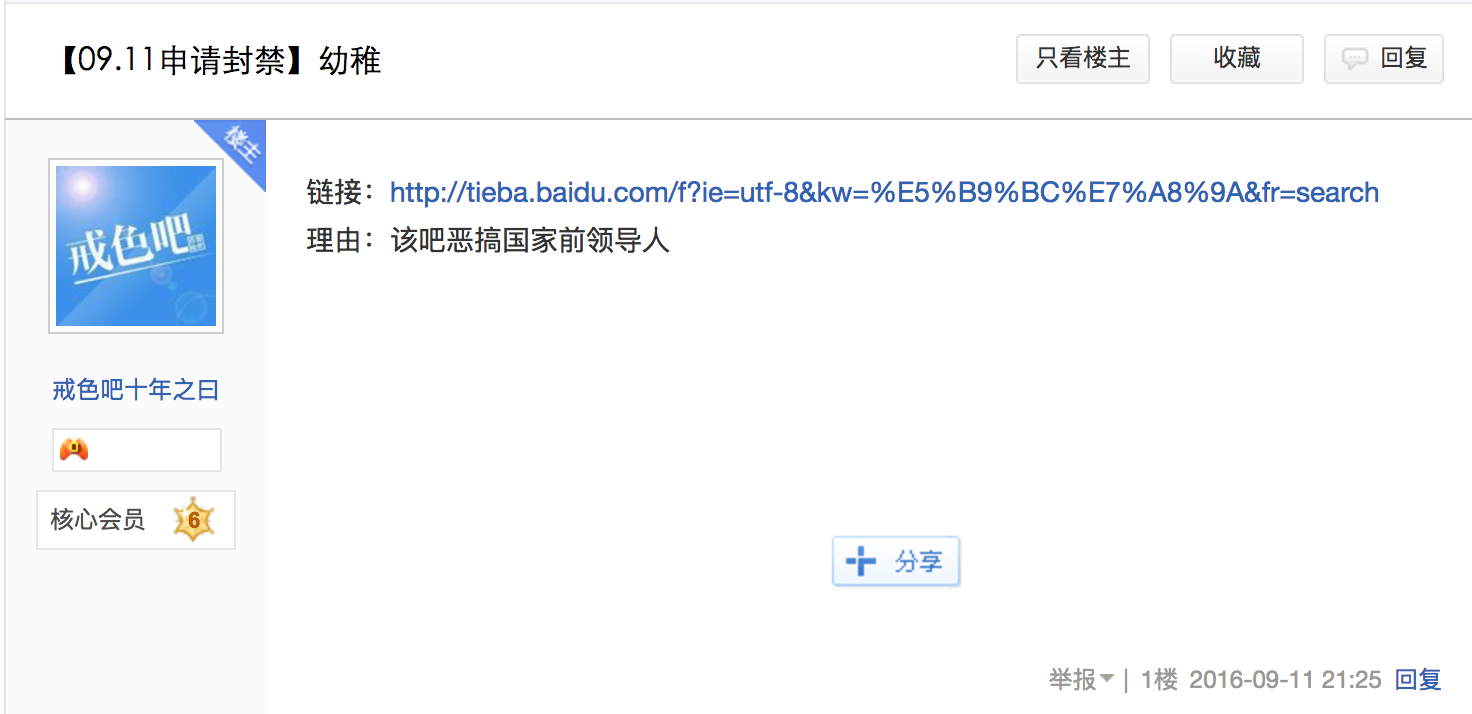 【09.11申请封禁】幼稚
只看楼主
收藏
回复
楼主
戒色吧
链接：http://tieba.baidu.com/f?ie=utf-8&kw=%E5%B9%BC%E7%A8%9A&fr=search
理由：该吧恶搞国家前领导人
戒色吧十年之曰
核心会员 6
分享
举报 | 1楼 2016-09-11 21:25 回复